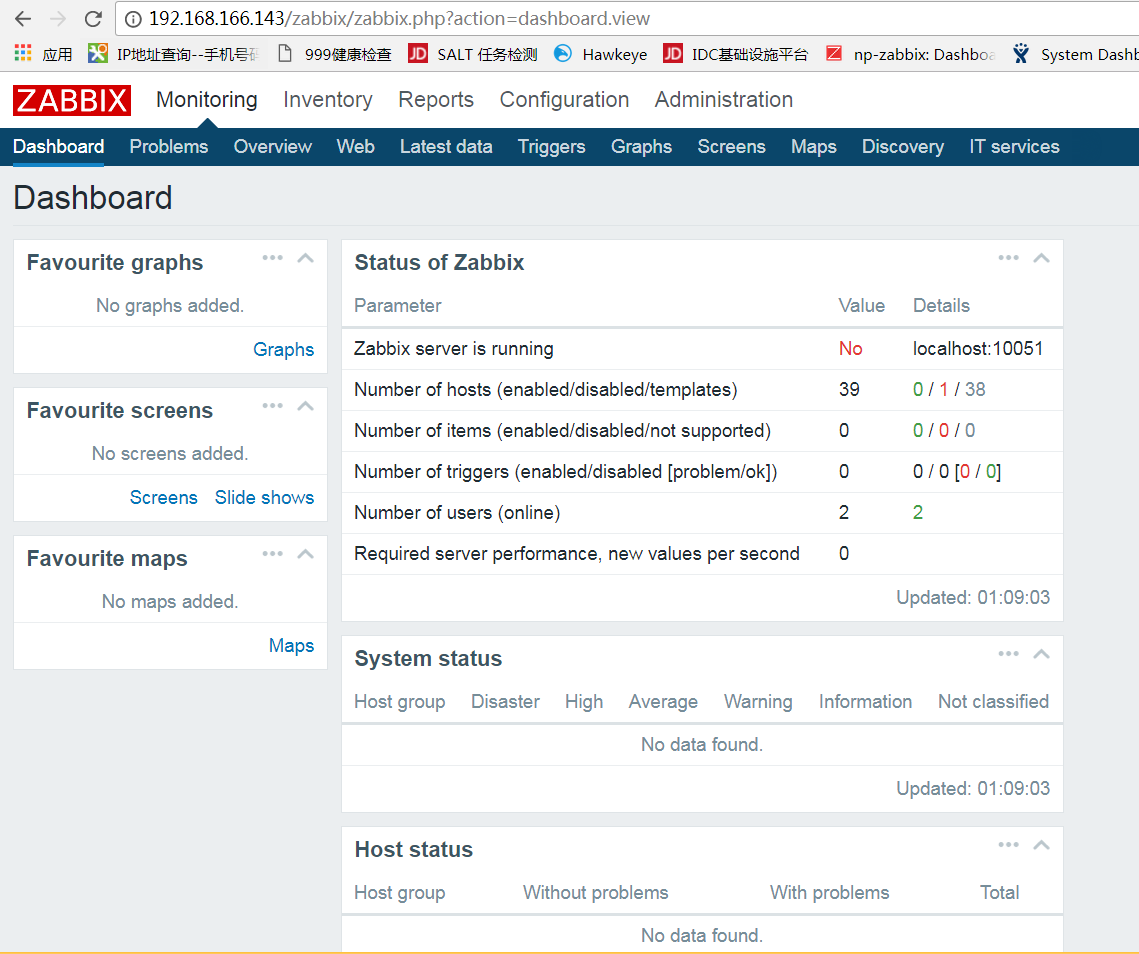 192.168.166.143/zabbix/zabbix.php?action=dashboard.view
应用 IP地址查询--手机号码 999健康检查 JD SALT 任务检测 Hawkeye JD IDC基础设施平台 Z np-zabbix: Dashboa System Dashb
ZABBIX Monitoring Inventory Reports Configuration Administration
Dashboard Problems Overview Web Latest data Triggers Graphs Screens Maps Discovery IT services
Dashboard
Favourite graphs
No graphs added.
Graphs
Favourite screens
No screens added.
Screens Slide shows
Favourite maps
No maps added.
Maps
Status of Zabbix
Parameter Value Details
Zabbix server is running No localhost:10051
Number of hosts (enabled/disabled/templates) 39 0 / 1 / 38
Number of items (enabled/disabled/not supported) 0 0 / 0 / 0
Number of triggers (enabled/disabled [problem/ok]) 0 0 / 0 [0 / 0]
Number of users (online) 2 2
Required server performance, new values per second 0
Updated: 01:09:03
System status
Host group Disaster High Average Warning Information Not classified
No data found.
Updated: 01:09:03
Host status
Host group Without problems With problems Total
No data found.